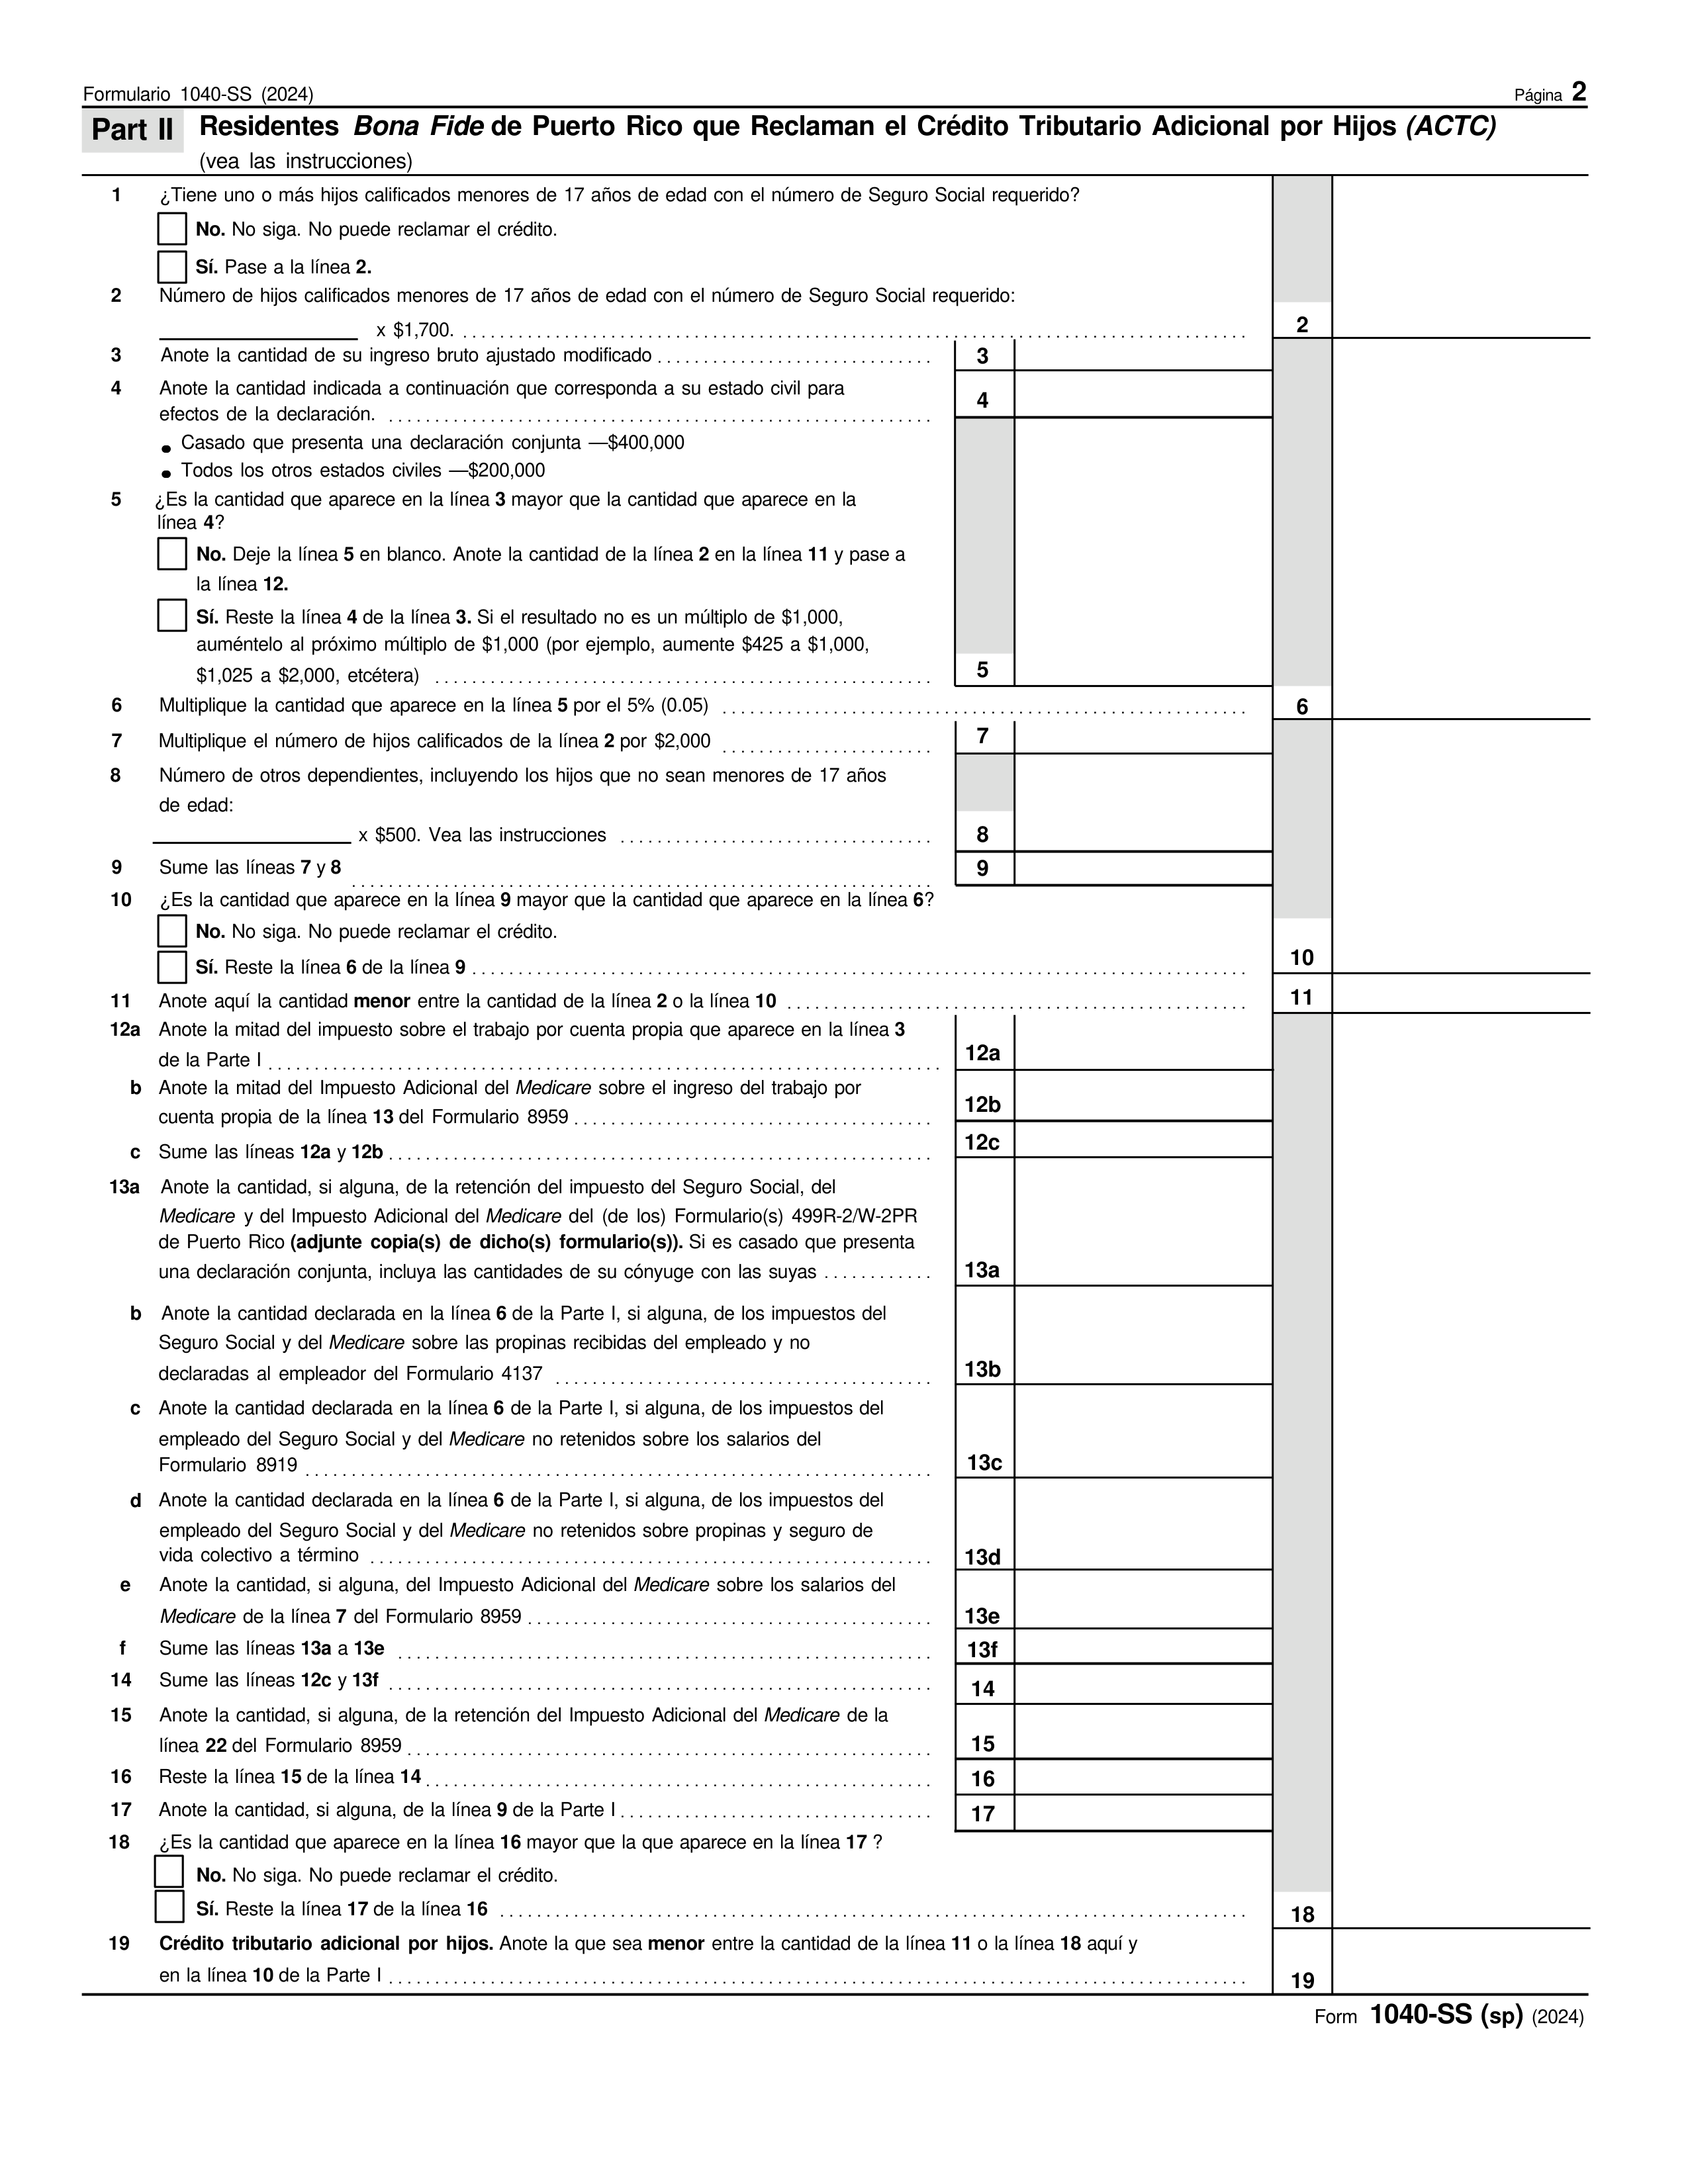 Formulario 1040-SS (2024) Página 2
Part II Residentes Bona Fide de Puerto Rico que Reclaman el Crédito Tributario Adicional por Hijos (ACTC)
(vea las instrucciones)
1 ¿Tiene uno o más hijos calificados menores de 17 años de edad con el número de Seguro Social requerido?
No. No siga. No puede reclamar el crédito.
Sí. Pase a la línea 2.
2 Número de hijos calificados menores de 17 años de edad con el número de Seguro Social requerido:
x $1,700. 2
3 Anote la cantidad de su ingreso bruto ajustado modificado 3
4 Anote la cantidad indicada a continuación que corresponda a su estado civil para
efectos de la declaración. 4
• Casado que presenta una declaración conjunta —$400,000
• Todos los otros estados civiles —$200,000
5 ¿Es la cantidad que aparece en la línea 3 mayor que la cantidad que aparece en la
línea 4?
No. Deje la línea 5 en blanco. Anote la cantidad de la línea 2 en la línea 11 y pase a
la línea 12.
Sí. Reste la línea 4 de la línea 3. Si el resultado no es un múltiplo de $1,000,
auméntelo al próximo múltiplo de $1,000 (por ejemplo, aumente $425 a $1,000,
$1,025 a $2,000, etcétera) 5
6 Multiplique la cantidad que aparece en la línea 5 por el 5% (0.05) 6
7 Multiplique el número de hijos calificados de la línea 2 por $2,000 7
8 Número de otros dependientes, incluyendo los hijos que no sean menores de 17 años
de edad:
x $500. Vea las instrucciones 8
9 Sume las líneas 7 y 8 9
10 ¿Es la cantidad que aparece en la línea 9 mayor que la cantidad que aparece en la línea 6?
No. No siga. No puede reclamar el crédito.
Sí. Reste la línea 6 de la línea 9 10
11 Anote aquí la cantidad menor entre la cantidad de la línea 2 o la línea 10 11
12a Anote la mitad del impuesto sobre el trabajo por cuenta propia que aparece en la línea 3
de la Parte I 12a
b Anote la mitad del Impuesto Adicional del Medicare sobre el ingreso del trabajo por
cuenta propia de la línea 13 del Formulario 8959 12b
c Sume las líneas 12a y 12b 12c
13a Anote la cantidad, si alguna, de la retención del impuesto del Seguro Social, del
Medicare y del Impuesto Adicional del Medicare del (de los) Formulario(s) 499R-2/W-2PR
de Puerto Rico (adjunte copia(s) de dicho(s) formulario(s)). Si es casado que presenta
una declaración conjunta, incluya las cantidades de su cónyuge con las suyas 13a
b Anote la cantidad declarada en la línea 6 de la Parte I, si alguna, de los impuestos del
Seguro Social y del Medicare sobre las propinas recibidas del empleado y no
declaradas al empleador del Formulario 4137 13b
c Anote la cantidad declarada en la línea 6 de la Parte I, si alguna, de los impuestos del
empleado del Seguro Social y del Medicare no retenidos sobre los salarios del
Formulario 8919 13c
d Anote la cantidad declarada en la línea 6 de la Parte I, si alguna, de los impuestos del
empleado del Seguro Social y del Medicare no retenidos sobre propinas y seguro de
vida colectivo a término 13d
e Anote la cantidad, si alguna, del Impuesto Adicional del Medicare sobre los salarios del
Medicare de la línea 7 del Formulario 8959 13e
f Sume las líneas 13a a 13e 13f
14 Sume las líneas 12c y 13f 14
15 Anote la cantidad, si alguna, de la retención del Impuesto Adicional del Medicare de la
línea 22 del Formulario 8959 15
16 Reste la línea 15 de la línea 14 16
17 Anote la cantidad, si alguna, de la línea 9 de la Parte I 17
18 ¿Es la cantidad que aparece en la línea 16 mayor que la que aparece en la línea 17 ?
No. No siga. No puede reclamar el crédito.
Sí. Reste la línea 17 de la línea 16 18
19 Crédito tributario adicional por hijos. Anote la que sea menor entre la cantidad de la línea 11 o la línea 18 aquí y
en la línea 10 de la Parte I 19
Form 1040-SS (sp) (2024)